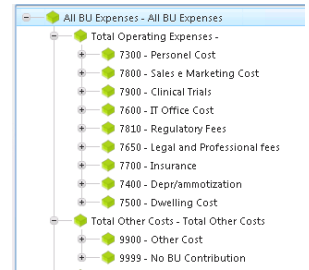 All BU Expenses - All BU Expenses
Total Operating Expenses -
7300 - Personel Cost
7800 - Sales e Marketing Cost
7900 - Clinical Trials
7600 - IT Office Cost
7810 - Regulatory Fees
7650 - Legal and Professional fees
7700 - Insurance
7400 - Depr/ammotization
7500 - Dwelling Cost
Total Other Costs - Total Other Costs
9900 - Other Cost
9999 - No BU Contribution